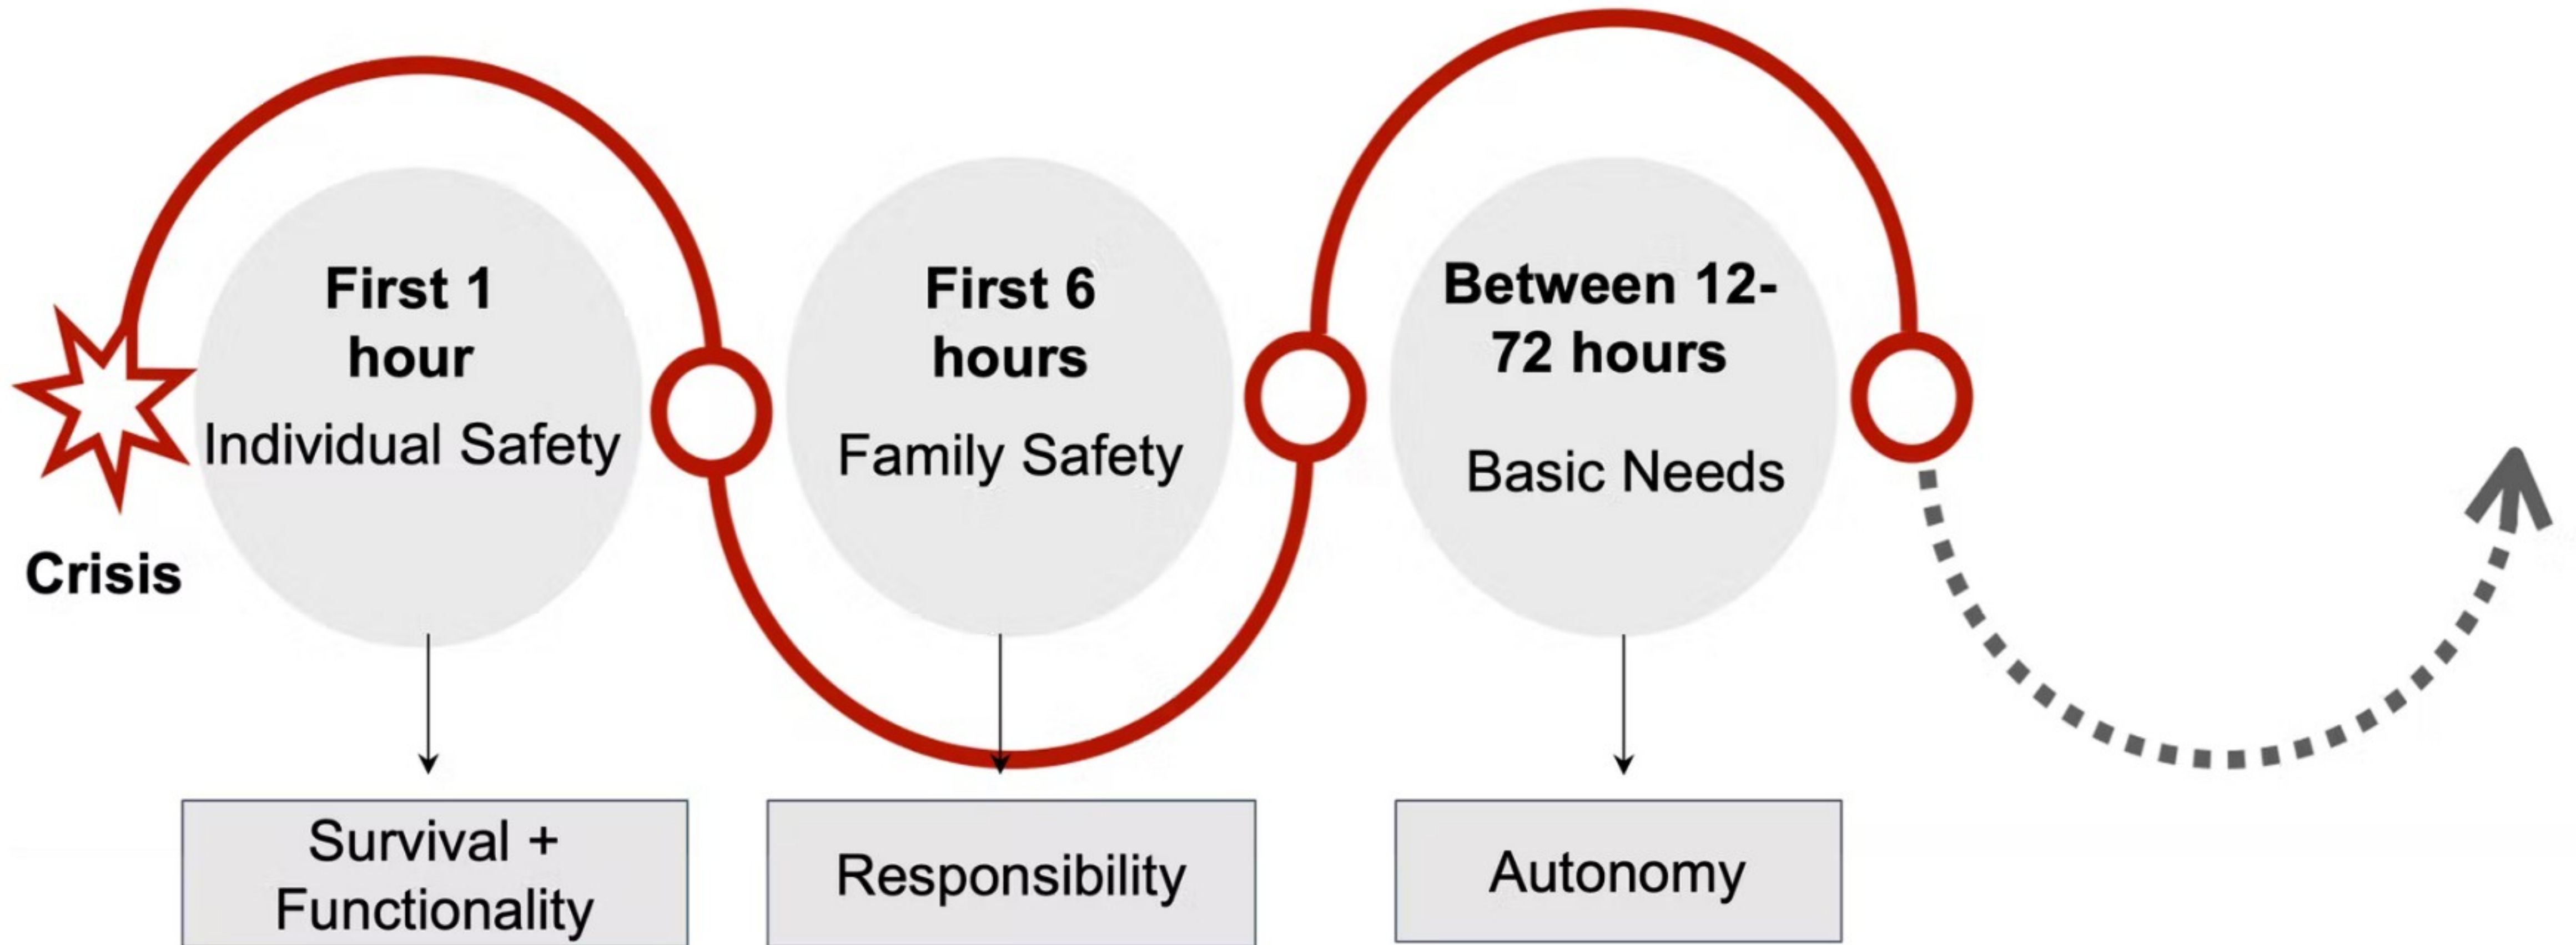 First 1
hour
Individual Safety
First 6
hours
Family Safety
Between 12-
72 hours
Basic Needs
Crisis
Survival +
Functionality
Responsibility
Autonomy